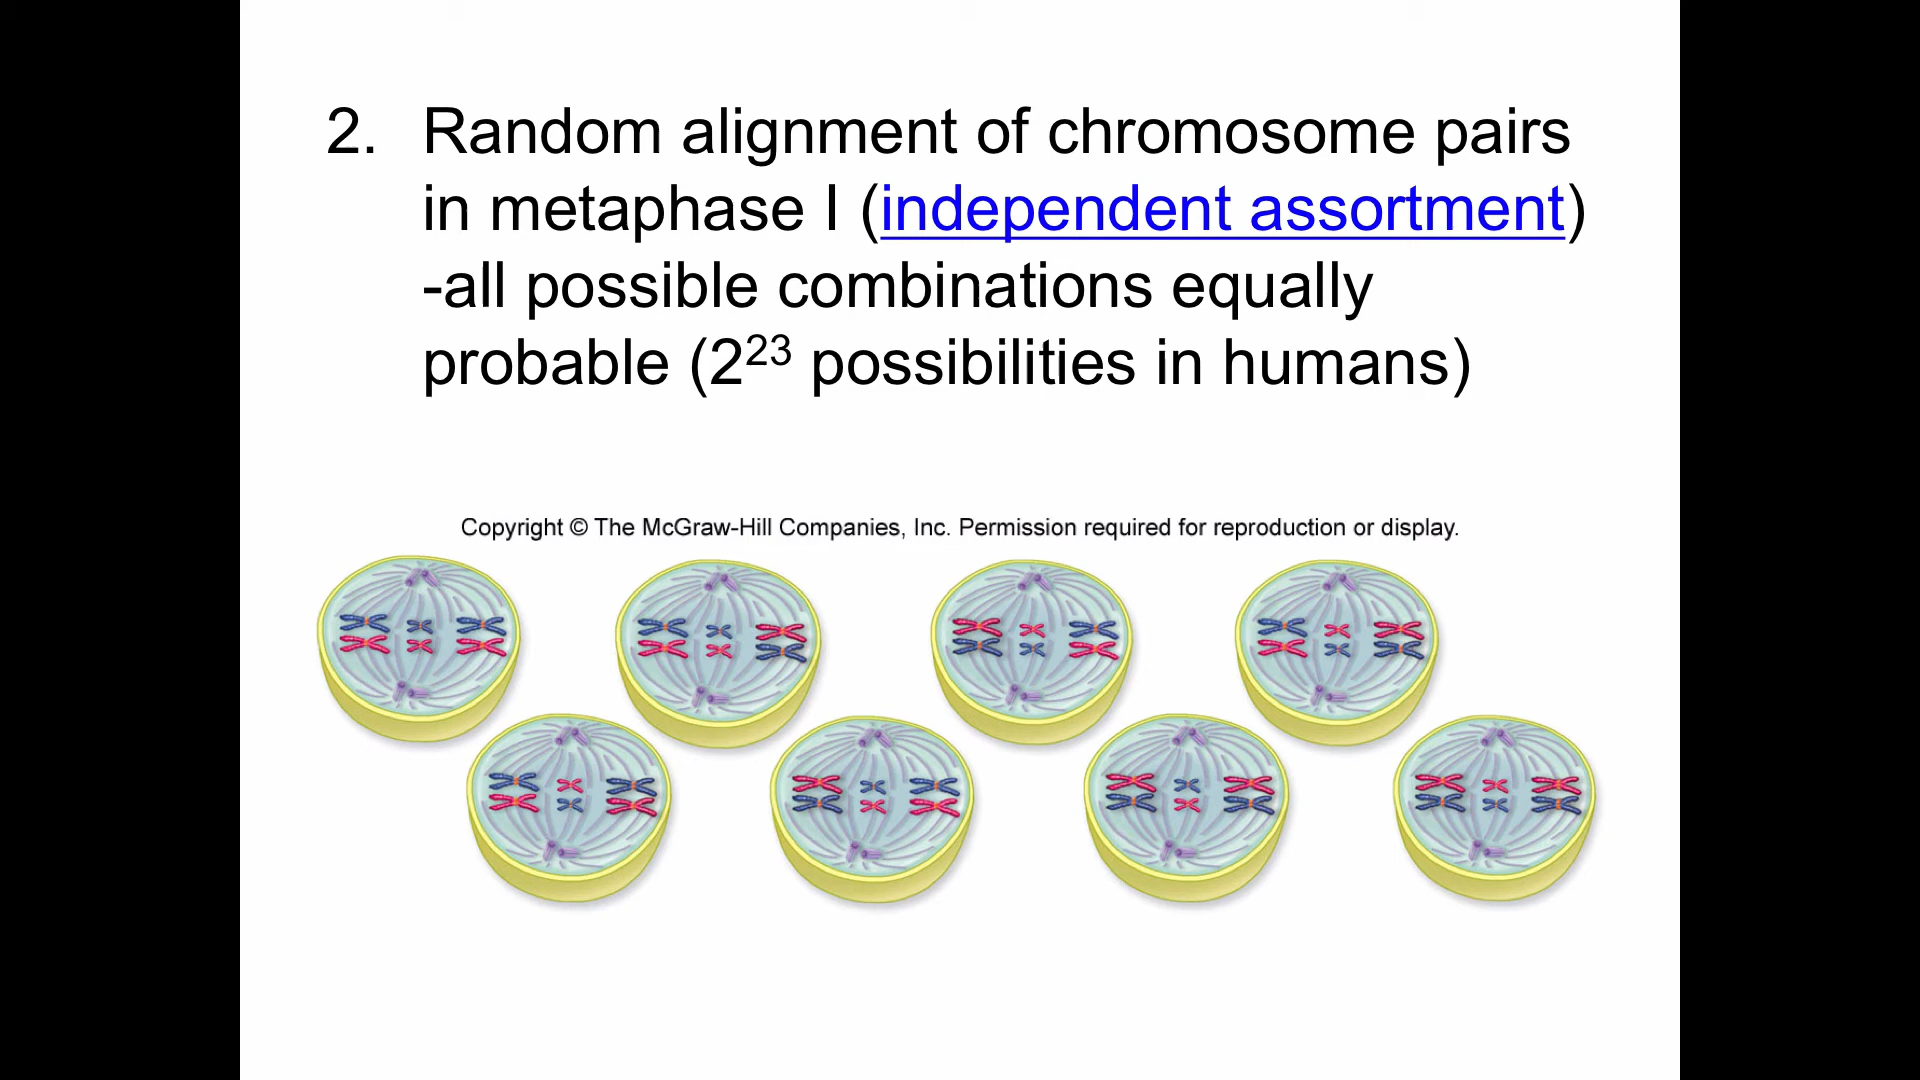 2. Random alignment of chromosome pairs
in metaphase I (independent assortment)
-all possible combinations equally
probable (2²³ possibilities in humans)
Copyright © The McGraw-Hill Companies, Inc. Permission required for reproduction or display.